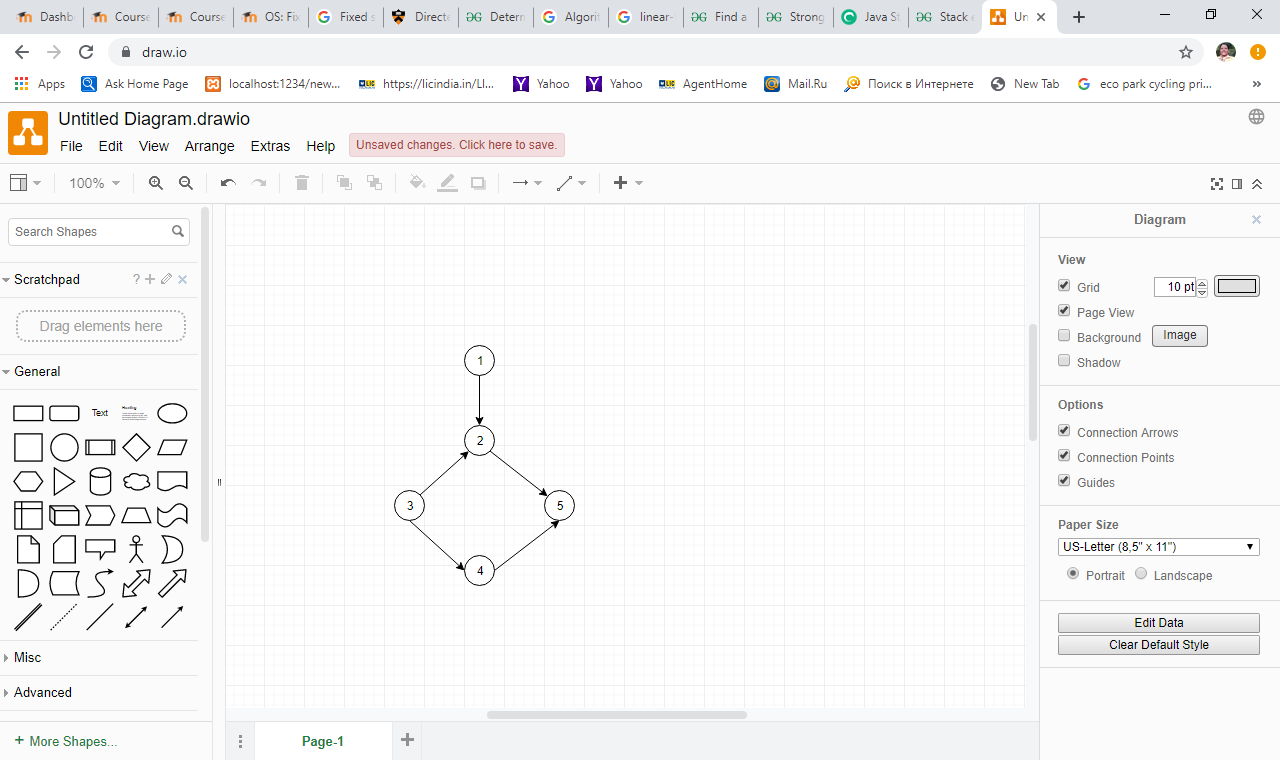 Dashb Course Course OS: Fix Fixed s Directe Determ Algorit linear- Find a Strong Java St Stack Un
draw.io
Apps Ask Home Page localhost:1234/new... https://licindia.in/LI... Yahoo Yahoo AgentHome Mail.Ru Поиск в Интернете New Tab eco park cycling pri... »
Untitled Diagram.drawio
File Edit View Arrange Extras Help Unsaved changes. Click here to save.
100%
Search Shapes
Scratchpad
Drag elements here
General
Text Heading
Misc
Advanced
+ More Shapes...
1
2
3
5
4
Page-1
Diagram
View
Grid 10 pt
Page View
Background Image
Shadow
Options
Connection Arrows
Connection Points
Guides
Paper Size
US-Letter (8,5" x 11")
Portrait Landscape
Edit Data
Clear Default Style